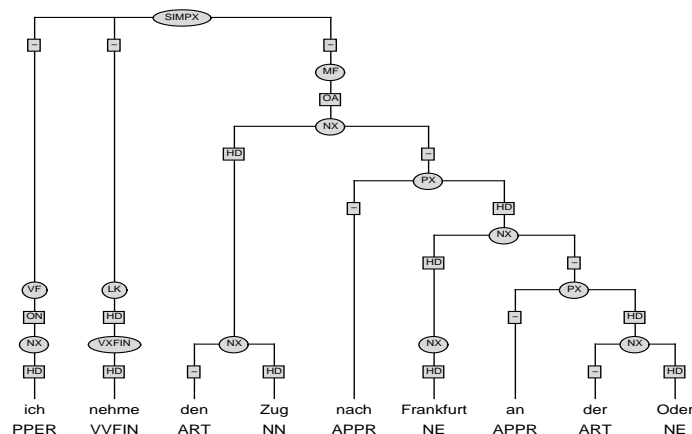 SIMPX
– – –
MF
OA
NX
HD –
PX
– HD
NX
HD –
VF LK PX
ON HD – HD
NX VXFIN NX NX NX
HD HD – HD HD – HD
ich nehme den Zug nach Frankfurt an der Oder
PPER VVFIN ART NN APPR NE APPR ART NE